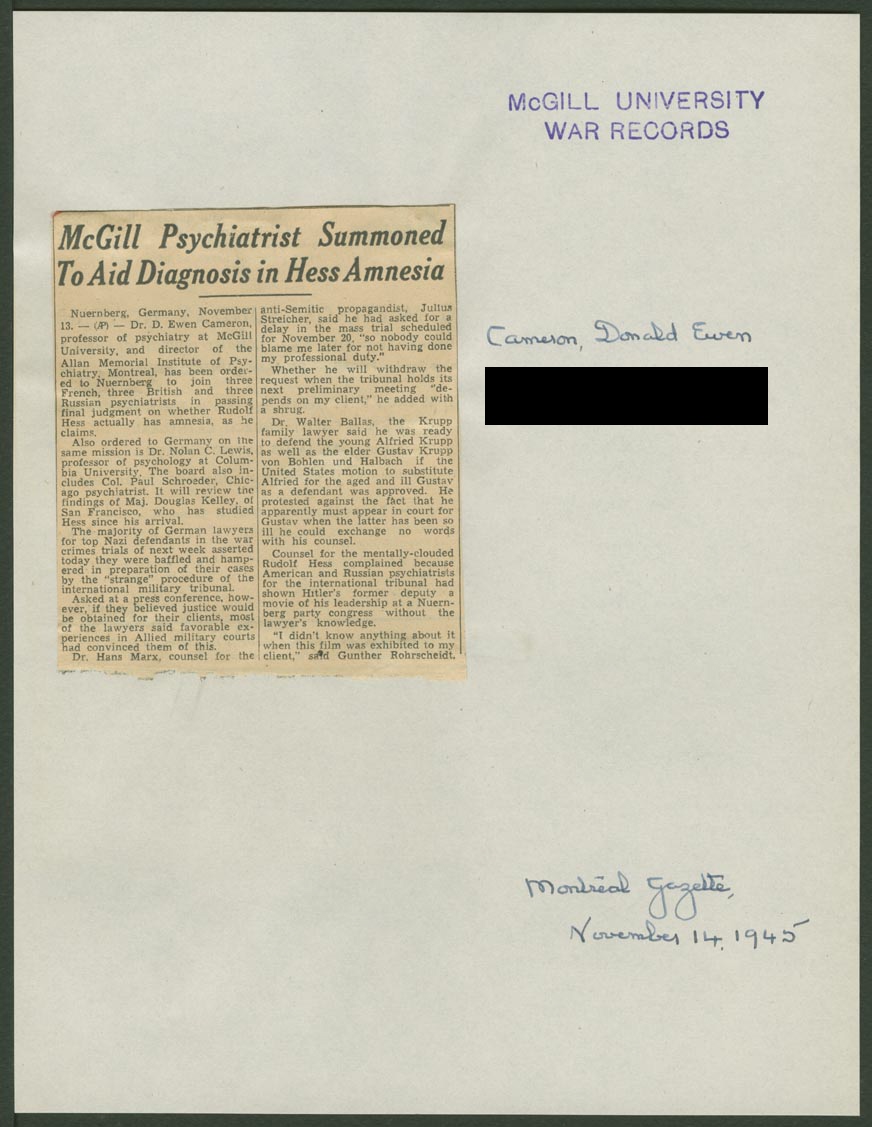 McGILL UNIVERSITY
WAR RECORDS
McGill Psychiatrist Summoned
To Aid Diagnosis in Hess Amnesia
Nuernberg, Germany, November
13. — (AP) — Dr. D. Ewen Cameron,
professor of psychiatry at McGill
University, and director of the
Allan Memorial Institute of Psy-
chiatry, Montreal, has been order-
ed to Nuernberg to join three
French, three British and three
Russian psychiatrists in passing
final judgment on whether Rudolf
Hess actually has amnesia, as he
claims.
Also ordered to Germany on the
same mission is Dr. Nolan C. Lewis,
professor of psychology at Colum-
bia University. The board also in-
cludes Col. Paul Schroeder, Chic-
ago psychiatrist. It will review the
findings of Maj. Douglas Kelley, of
San Francisco, who has studied
Hess since his arrival.
The majority of German lawyers
for top Nazi defendants in the war
crimes trials of next week asserted
today they were baffled and hamp-
ered in preparation of their cases
by the "strange" procedure of the
international military tribunal.
Asked at a press conference, how-
ever, if they believed justice would
be obtained for their clients, most
of the lawyers said favorable ex-
periences in Allied military courts
had convinced them of this.
Dr. Hans Marx, counsel for the
anti-Semitic propagandist, Julius
Streicher, said he had asked for a
delay in the mass trial scheduled
for November 20, "so nobody could
blame me later for not having done
my professional duty."
Whether he will withdraw the
request when the tribunal holds its
next preliminary meeting "de-
pends on my client," he added with
a shrug.
Dr. Walter Ballas, the Krupp
family lawyer said he was ready
to defend the young Alfried Krupp
as well as the elder Gustav Krupp
von Bohlen und Halbach if the
United States motion to substitute
Alfried for the aged and ill Gustav
as a defendant was approved. He
protested against the fact that he
apparently must appear in court for
Gustav when the latter has been so
ill he could exchange no words
with his counsel.
Counsel for the mentally-clouded
Rudolf Hess complained because
American and Russian psychiatrists
for the international tribunal had
shown Hitler's former deputy a
movie of his leadership at a Nuern-
berg party congress without the
lawyer's knowledge.
"I didn't know anything about it
when this film was exhibited to my
client," said Gunther Rohrscheidt.
Cameron, Donald Ewen
Montréal Gazette,
November 14, 1945